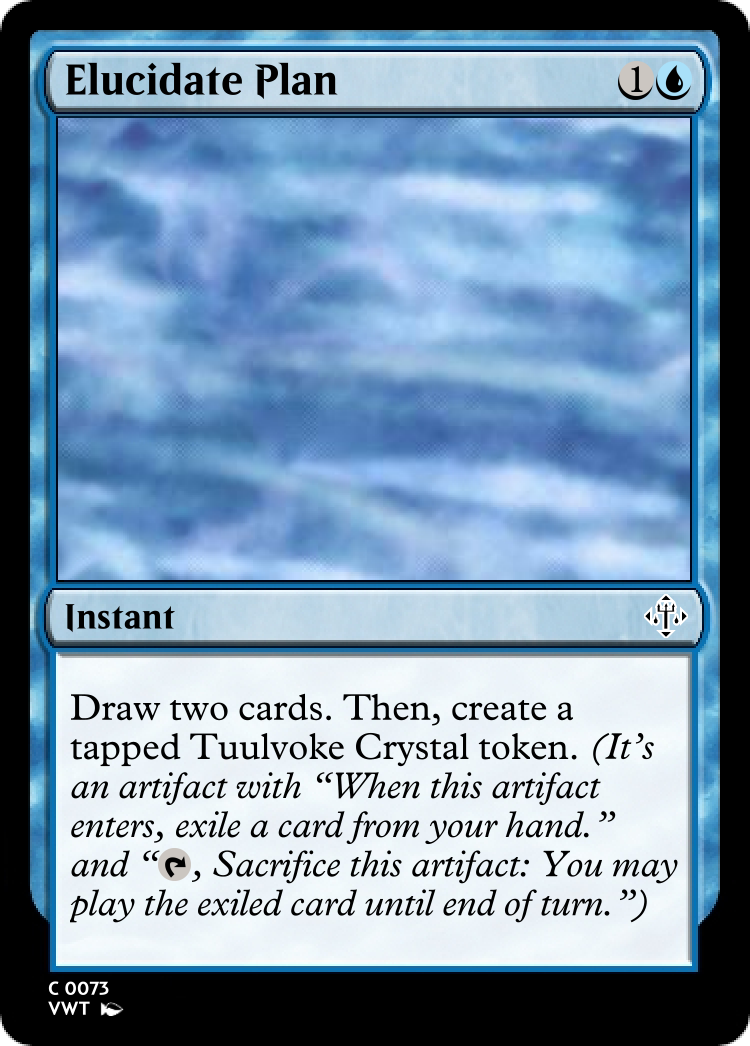 Elucidate Plan 1
Instant
Draw two cards. Then, create a
tapped Tuulvoke Crystal token. (It's
an artifact with “When this artifact
enters, exile a card from your hand.”
and “, Sacrifice this artifact: You may
play the exiled card until end of turn.”)
C 0073
VWT